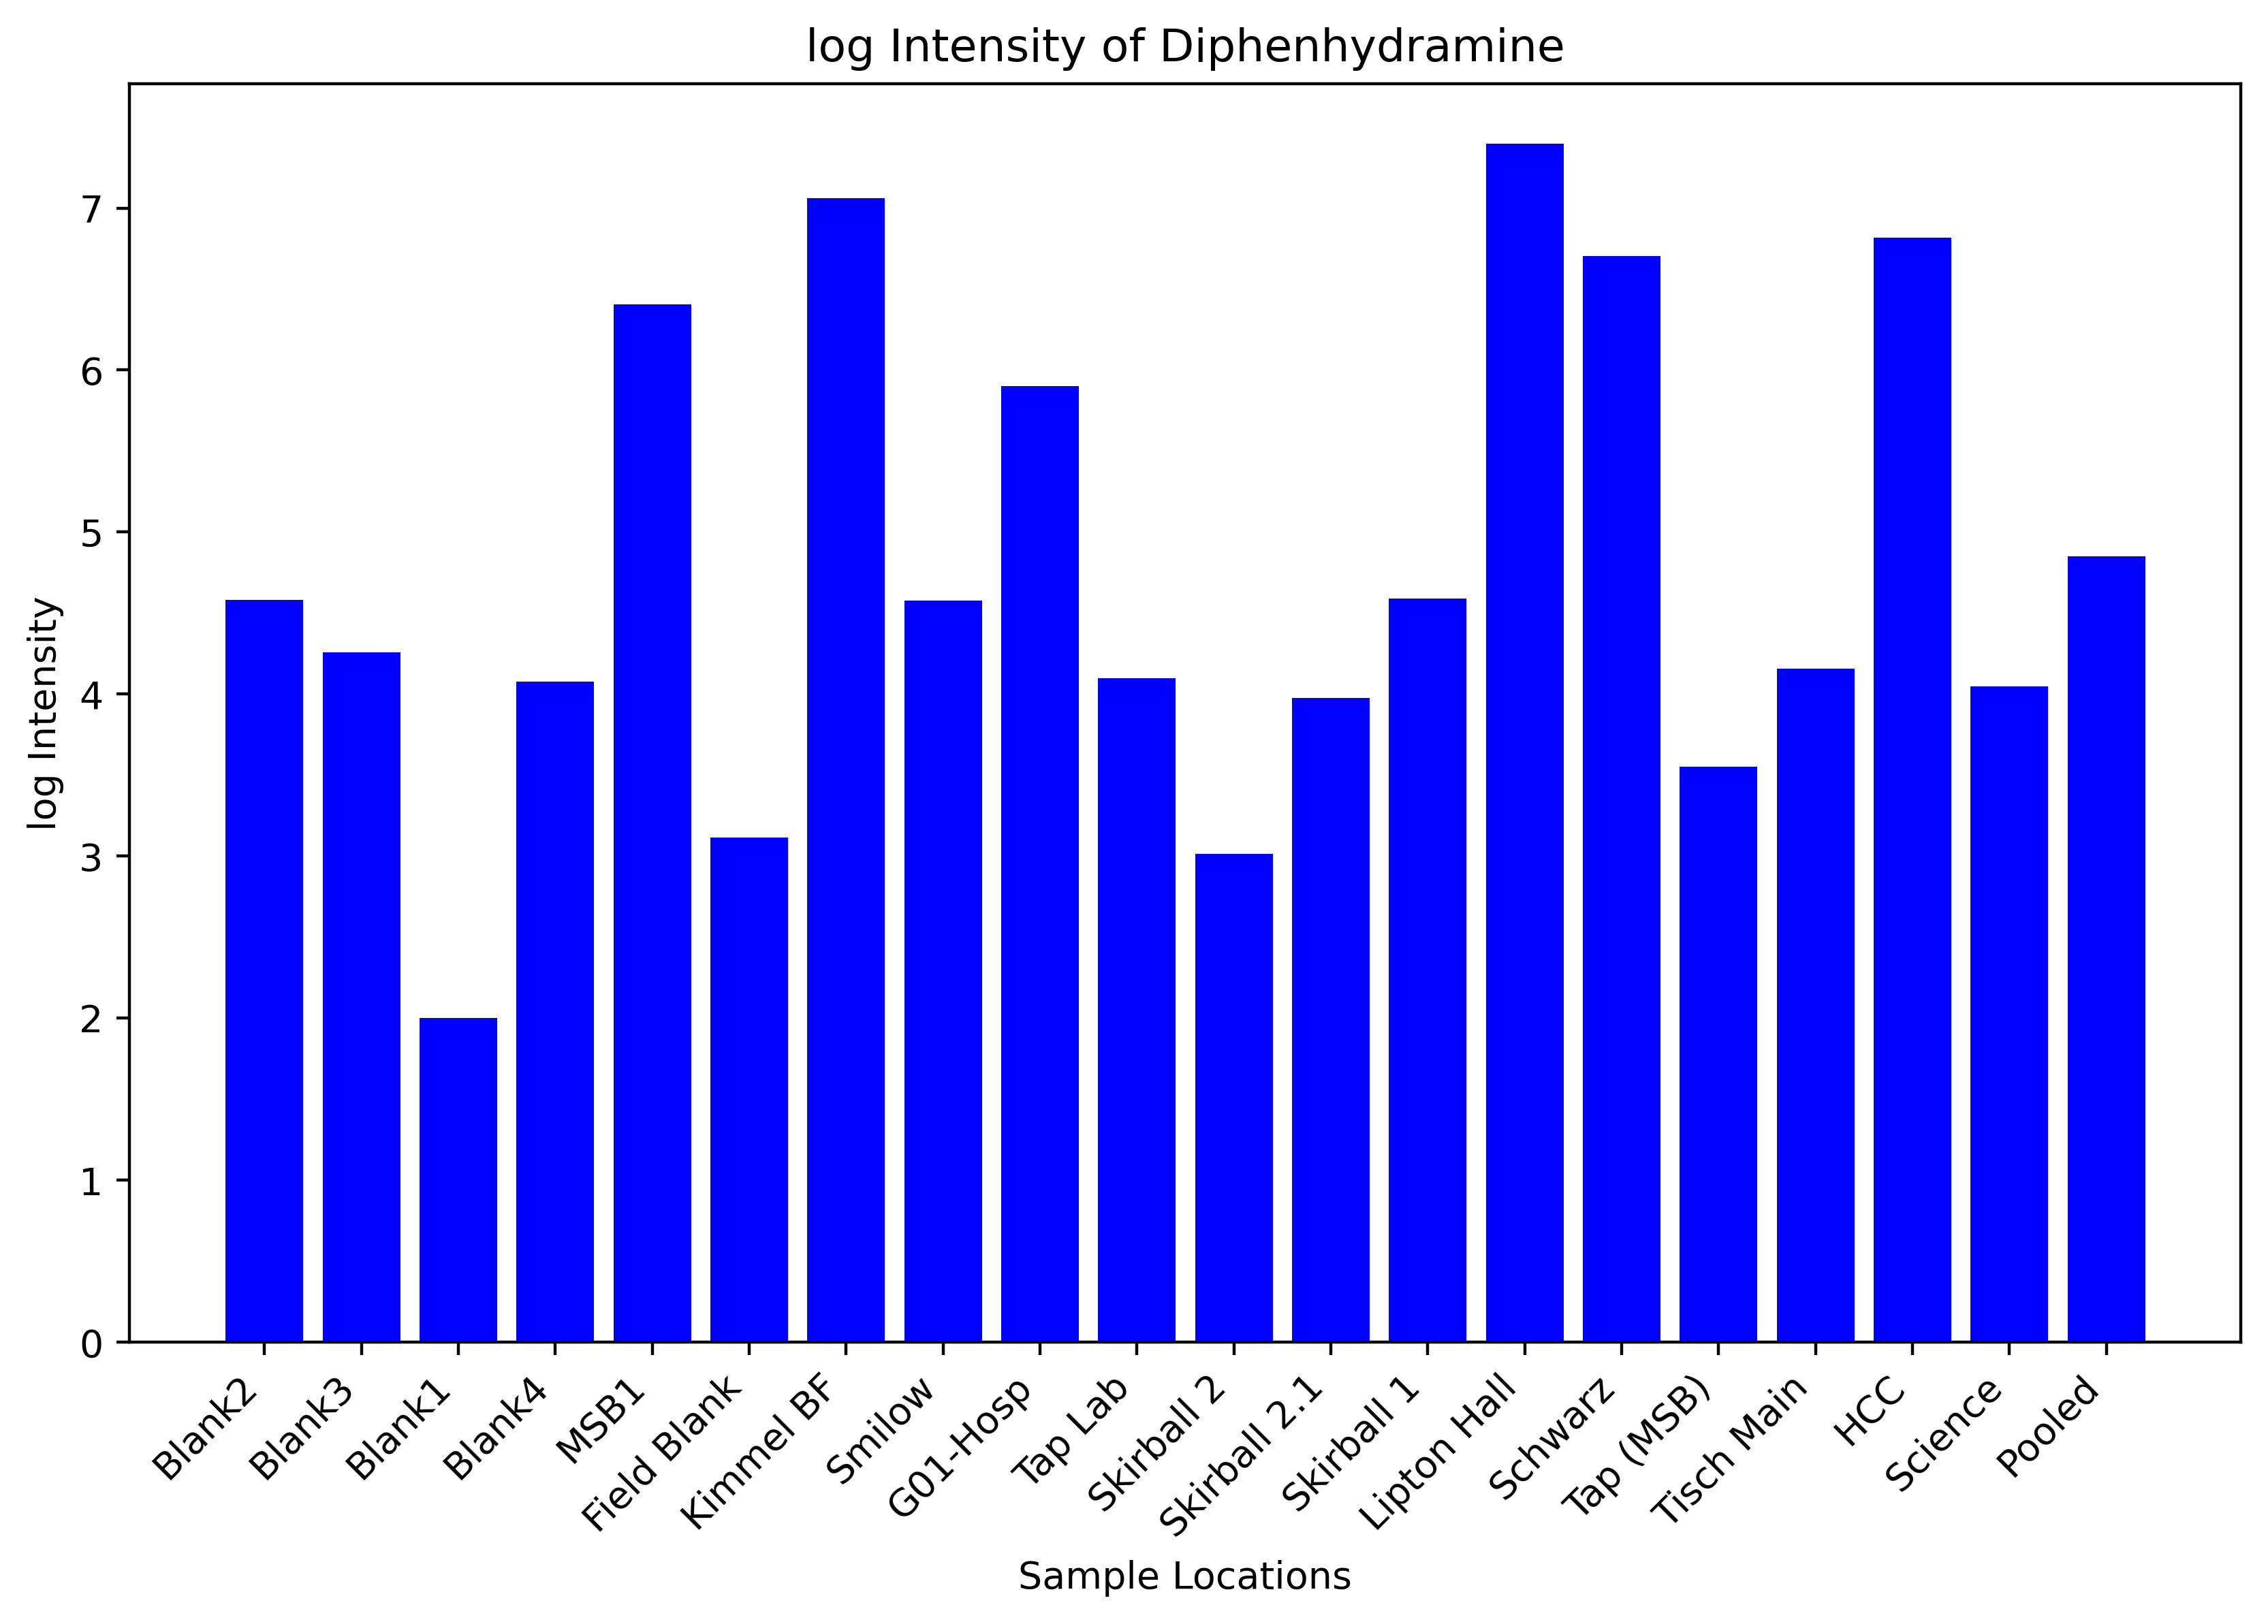 log Intensity of Diphenhydramine
log Intensity
7
6
5
4
3
2
1
0
Blank2
Blank3
Blank1
Blank4
MSB1
Field Blank
Kimmel BF
Smilow
G01-Hosp
Tap Lab
Skirball 2
Skirball 2.1
Skirball 1
Lipton Hall
Schwarz
Tap (MSB)
Tisch Main
HCC
Science
Pooled
Sample Locations